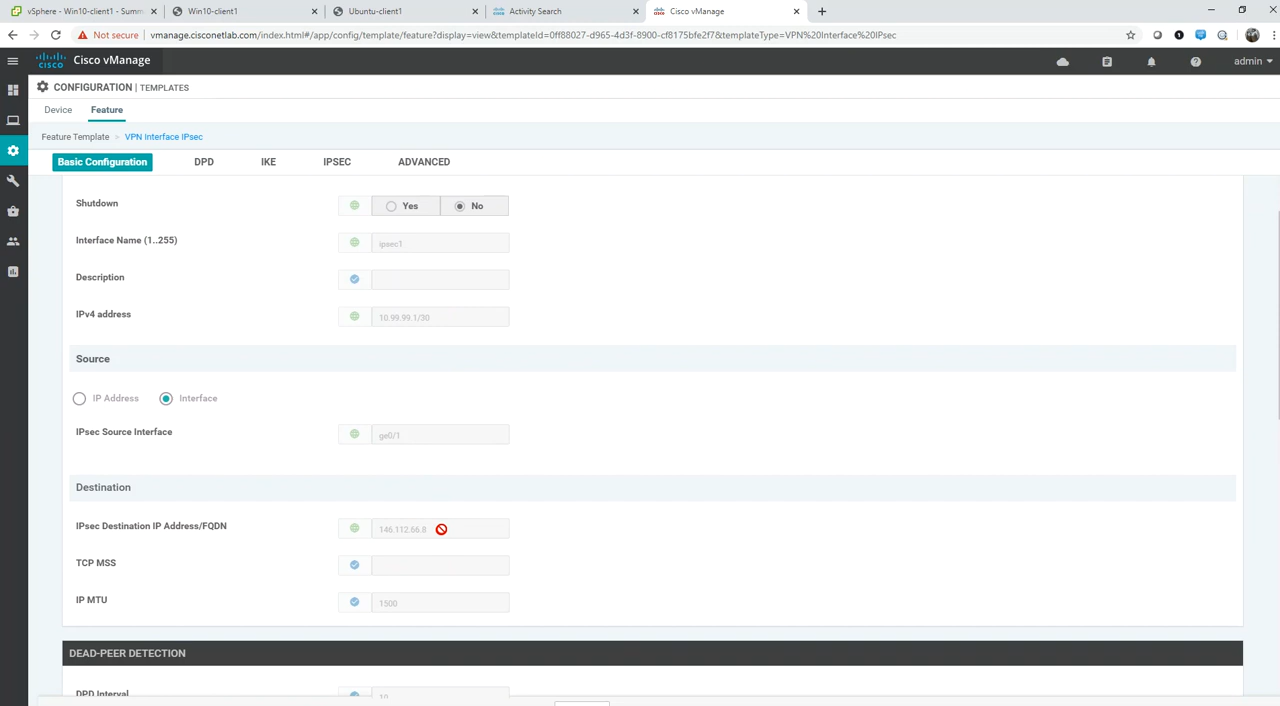 vSphere - Win10-client1 - Summ
Win10-client1
Ubuntu-client1
Activity Search
Cisco vManage
Not secure
vmanage.cisconetlab.com/index.html#/app/config/template/feature?display=view&templateId=0ff88027-d965-4d3f-8900-cf8175bfe2f7&templateType=VPN%20Interface%20IPsec
CISCO
Cisco vManage
admin
CONFIGURATION | TEMPLATES
Device
Feature
Feature Template > VPN Interface IPsec
Basic Configuration
DPD
IKE
IPSEC
ADVANCED
Shutdown
Yes
No
Interface Name (1..255)
ipsec1
Description
IPv4 address
10.99.99.1/30
Source
IP Address
Interface
IPsec Source Interface
ge0/1
Destination
IPsec Destination IP Address/FQDN
146.112.66.8
TCP MSS
IP MTU
1500
DEAD-PEER DETECTION
DPD Interval
10